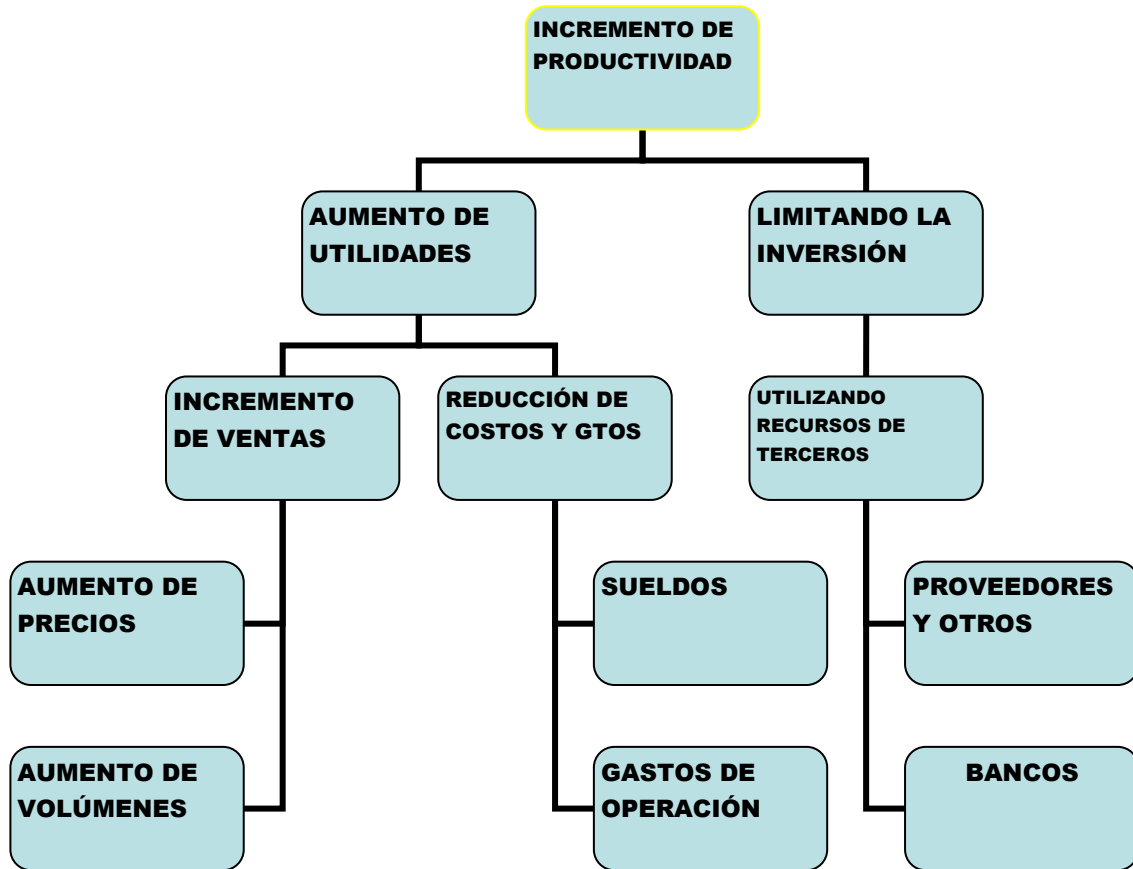 INCREMENTO DE
PRODUCTIVIDAD
AUMENTO DE
UTILIDADES
LIMITANDO LA
INVERSIÓN
INCREMENTO
DE VENTAS
REDUCCIÓN DE
COSTOS Y GTOS
UTILIZANDO
RECURSOS DE
TERCEROS
AUMENTO DE
PRECIOS
SUELDOS
PROVEEDORES
Y OTROS
AUMENTO DE
VOLÚMENES
GASTOS DE
OPERACIÓN
BANCOS